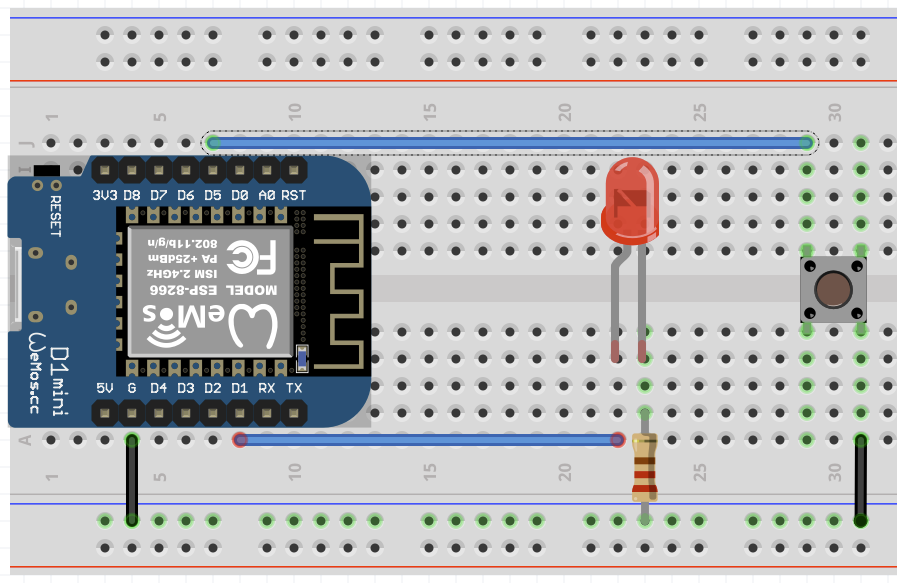 1 5 10 15 20 25 30
J
I
3V3 D8 D7 D6 D5 D0 A0 RST
RESET
802.11b/g/n
PA +25dBm
ISM 2.4GHz
MODEL ESP-8266
FC
WeMos
D1 mini
WeMos.cc
5V G D4 D3 D2 D1 RX TX
A
1 5 10 15 20 25 30